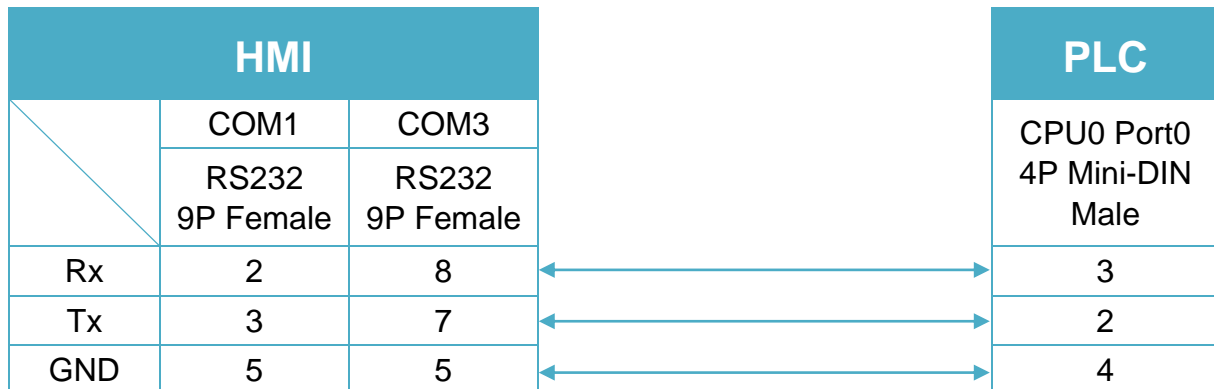 HMI PLC
COM1 COM3 CPU0 Port0
4P Mini-DIN
Male
RS232
9P Female RS232
9P Female
Rx 2 8 3
Tx 3 7 2
GND 5 5 4